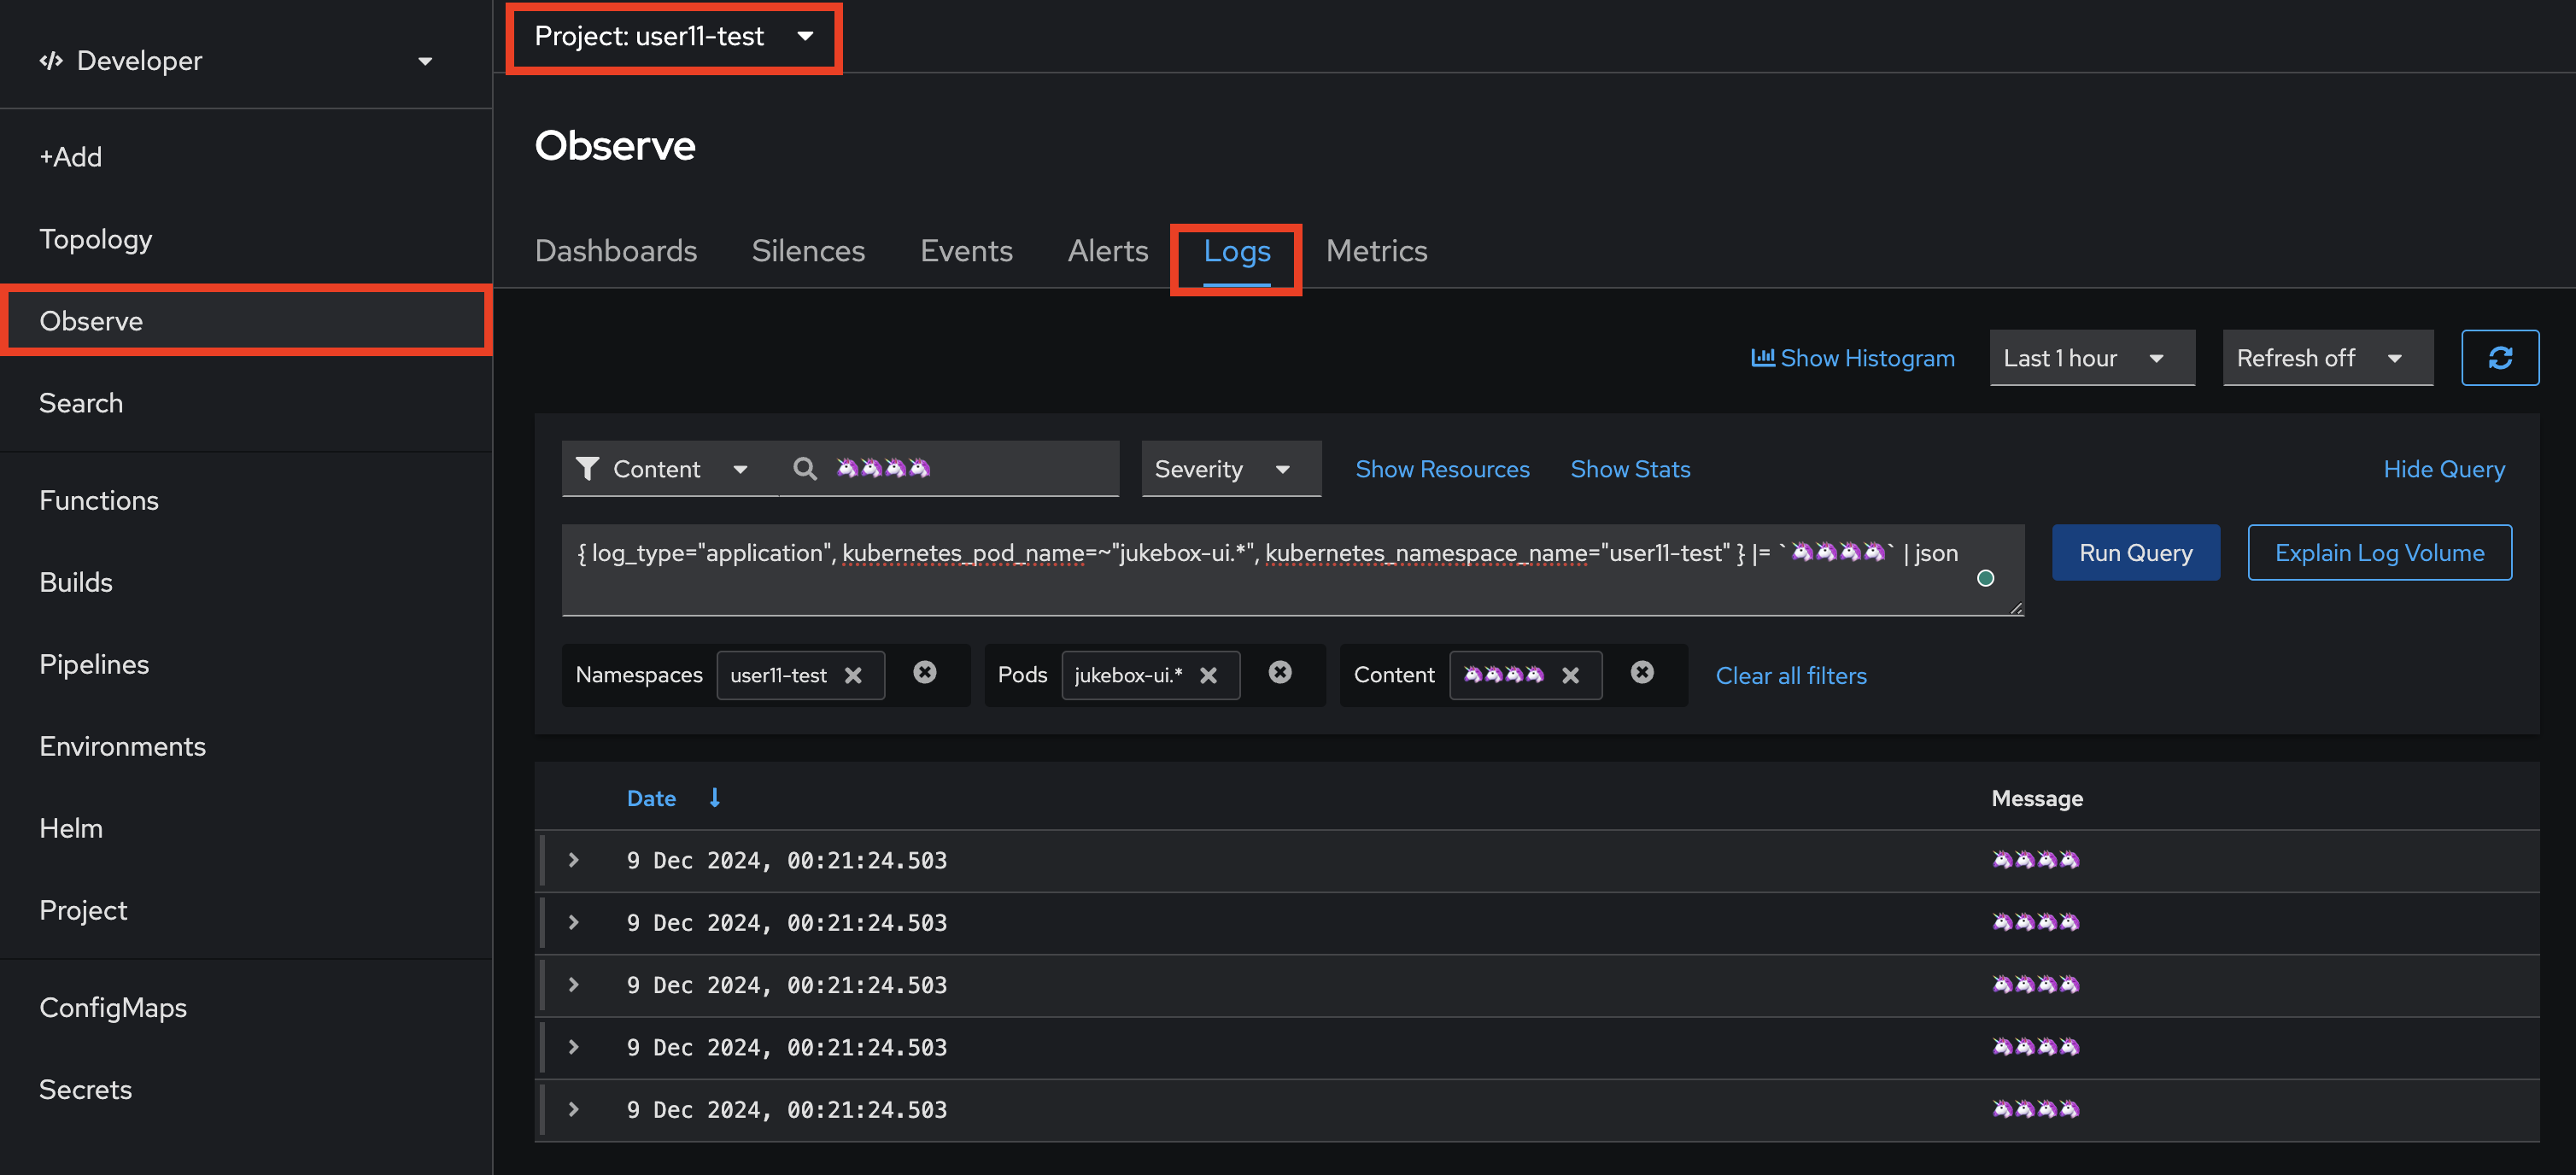 Developer
+Add
Topology
Observe
Search
Functions
Builds
Pipelines
Environments
Helm
Project
ConfigMaps
Secrets
Project: user11-test
Observe
Dashboards Silences Events Alerts Logs Metrics
Show Histogram Last 1 hour Refresh off
Content 🦄🦄🦄🦄 Severity Show Resources Show Stats Hide Query
{ log_type="application", kubernetes_pod_name=~"jukebox-ui.*", kubernetes_namespace_name="user11-test" } |= `🦄🦄🦄🦄` | json
Run Query Explain Log Volume
Namespaces user11-test Pods jukebox-ui.* Content 🦄🦄🦄🦄 Clear all filters
Date Message
9 Dec 2024, 00:21:24.503 🦄🦄🦄🦄
9 Dec 2024, 00:21:24.503 🦄🦄🦄🦄
9 Dec 2024, 00:21:24.503 🦄🦄🦄🦄
9 Dec 2024, 00:21:24.503 🦄🦄🦄🦄
9 Dec 2024, 00:21:24.503 🦄🦄🦄🦄